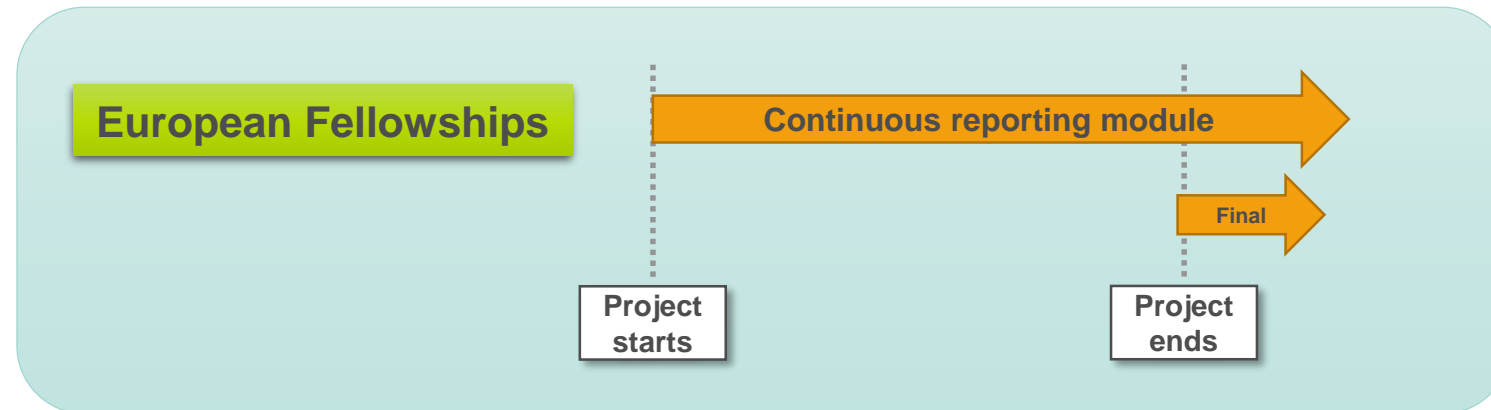 European Fellowships
Continuous reporting module
Final
Project
starts
Project
ends